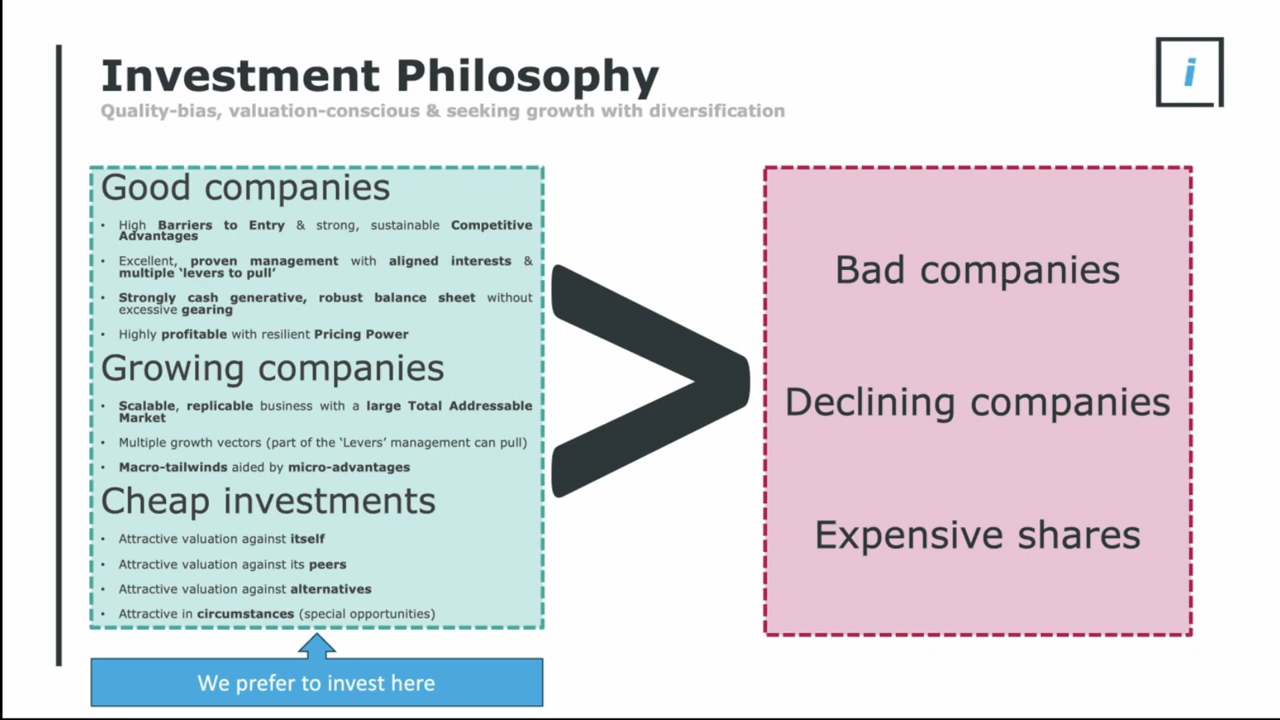 Investment Philosophy
Quality-bias, valuation-conscious & seeking growth with diversification
i
Good companies
• High Barriers to Entry & strong, sustainable Competitive
Advantages
• Excellent, proven management with aligned interests &
multiple ‘levers to pull’
• Strongly cash generative, robust balance sheet without
excessive gearing
• Highly profitable with resilient Pricing Power
Growing companies
• Scalable, replicable business with a large Total Addressable
Market
• Multiple growth vectors (part of the ‘Levers’ management can pull)
• Macro-tailwinds aided by micro-advantages
Cheap investments
• Attractive valuation against itself
• Attractive valuation against its peers
• Attractive valuation against alternatives
• Attractive in circumstances (special opportunities)
We prefer to invest here
>
Bad companies
Declining companies
Expensive shares